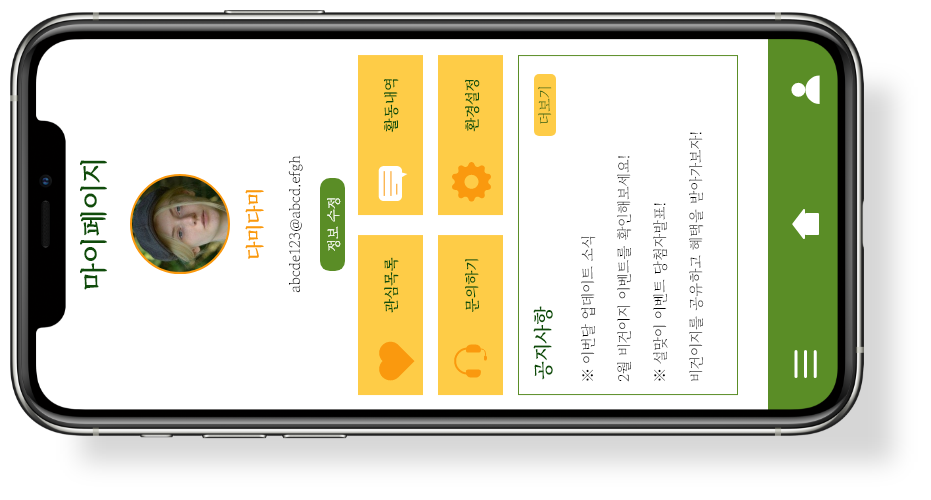 마이페이지
다미다미
abcde123@abcd.efgh
정보 수정
관심목록
활동내역
문의하기
환경설정
공지사항
더보기
※ 이번달 업데이트 소식
2월 비건이지 이벤트를 확인해보세요!
※ 설맞이 이벤트 당첨자발표!
비건이지를 공유하고 혜택을 받아가보자!